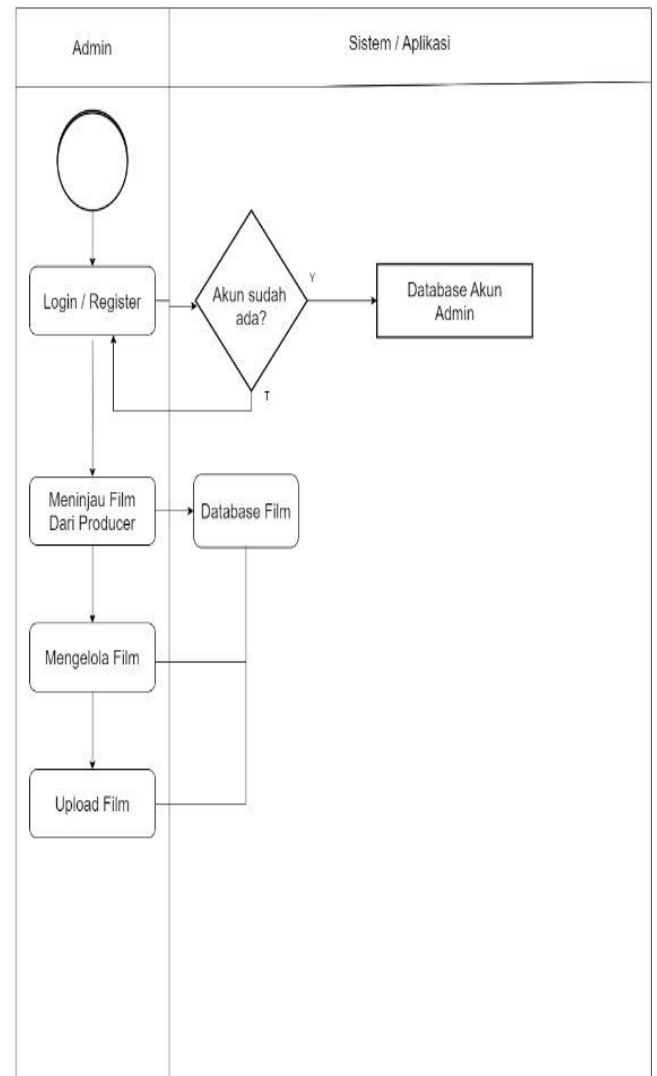 Admin
Sistem / Aplikasi
Login / Register
Akun sudah
ada?
Y
Database Akun
Admin
T
Meninjau Film
Dari Producer
Database Film
Mengelola Film
Upload Film